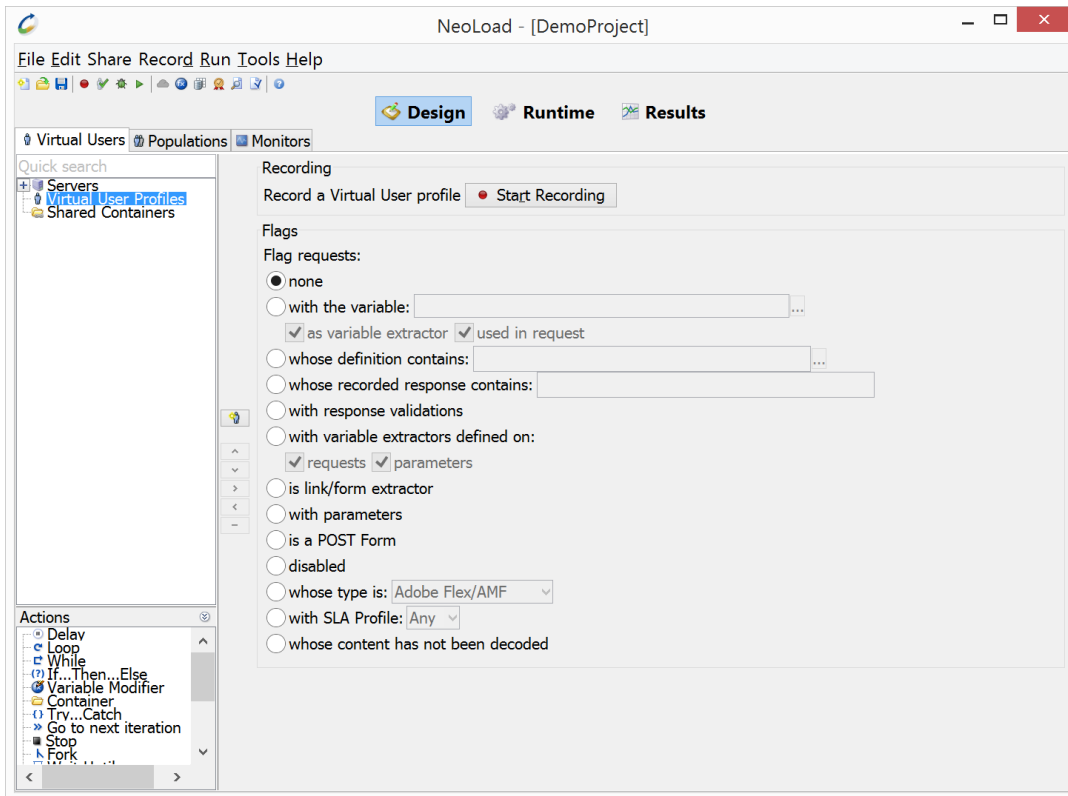 NeoLoad - [DemoProject]
File Edit Share Record Run Tools Help
Design Runtime Results
Virtual Users Populations Monitors
Quick search
Servers
Virtual User Profiles
Shared Containers
Recording
Record a Virtual User profile Start Recording
Flags
Flag requests:
none
with the variable: ...
as variable extractor used in request
whose definition contains: ...
whose recorded response contains:
with response validations
with variable extractors defined on:
requests parameters
is link/form extractor
with parameters
is a POST Form
disabled
whose type is: Adobe Flex/AMF
with SLA Profile: Any
whose content has not been decoded
Actions
Delay
Loop
While
If...Then...Else
Variable Modifier
Container
Try...Catch
Go to next iteration
Stop
Fork